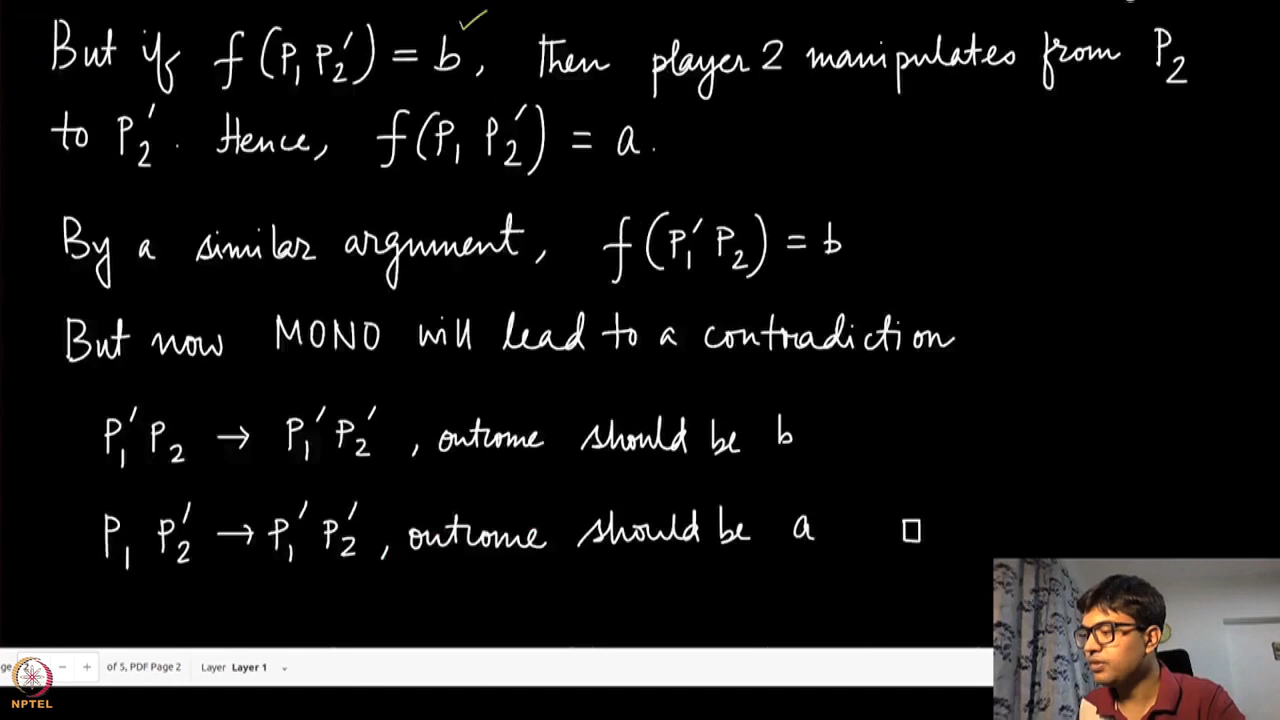 But if f(P₁ P₂′) = b, then player 2 manipulates from P₂
to P₂′. Hence, f(P₁ P₂′) = a.
By a similar argument, f(P₁′ P₂) = b
But now MONO will lead to a contradiction
P₁′ P₂ → P₁′ P₂′, outcome should be b
P₁ P₂′ → P₁′ P₂′, outcome should be a □
ge 2 − + of 5, PDF Page 2 Layer Layer 1
NPTEL